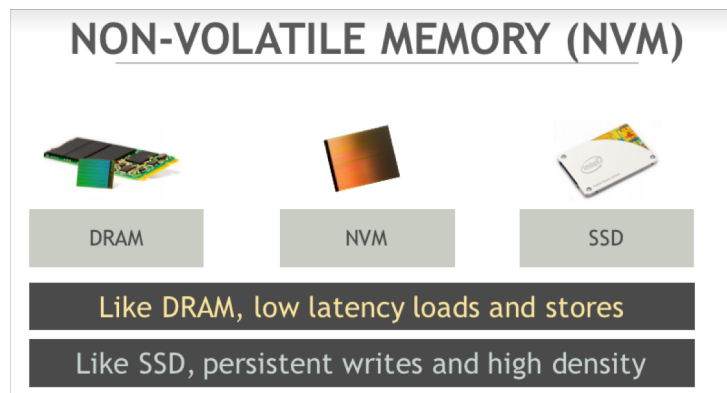 NON-VOLATILE MEMORY (NVM)
intel
DRAM
NVM
SSD
Like DRAM, low latency loads and stores
Like SSD, persistent writes and high density